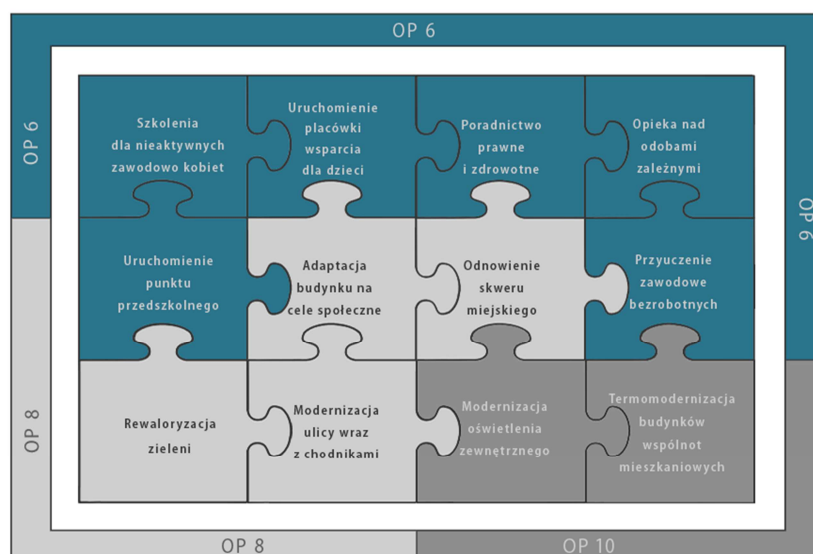 OP 6
OP 6
Szkolenia
dla nieaktywnych
zawodowo kobiet
Uruchomienie
placówki
wsparcia
dla dzieci
Poradnictwo
prawne
i zdrowotne
Opieka nad
odobami
zależnymi
OP 6
Uruchomienie
punktu
przedszkolnego
Adaptacja
budynku na
cele społeczne
Odnowienie
skweru
miejskiego
Przyuczenie
zawodowe
bezrobotnych
OP 8
Rewaloryzacja
zieleni
Modernizacja
ulicy wraz
z chodnikami
Modernizacja
oświetlenia
zewnętrznego
Termomodernizacja
budynków
wspólnot
mieszkaniowych
OP 8
OP 10